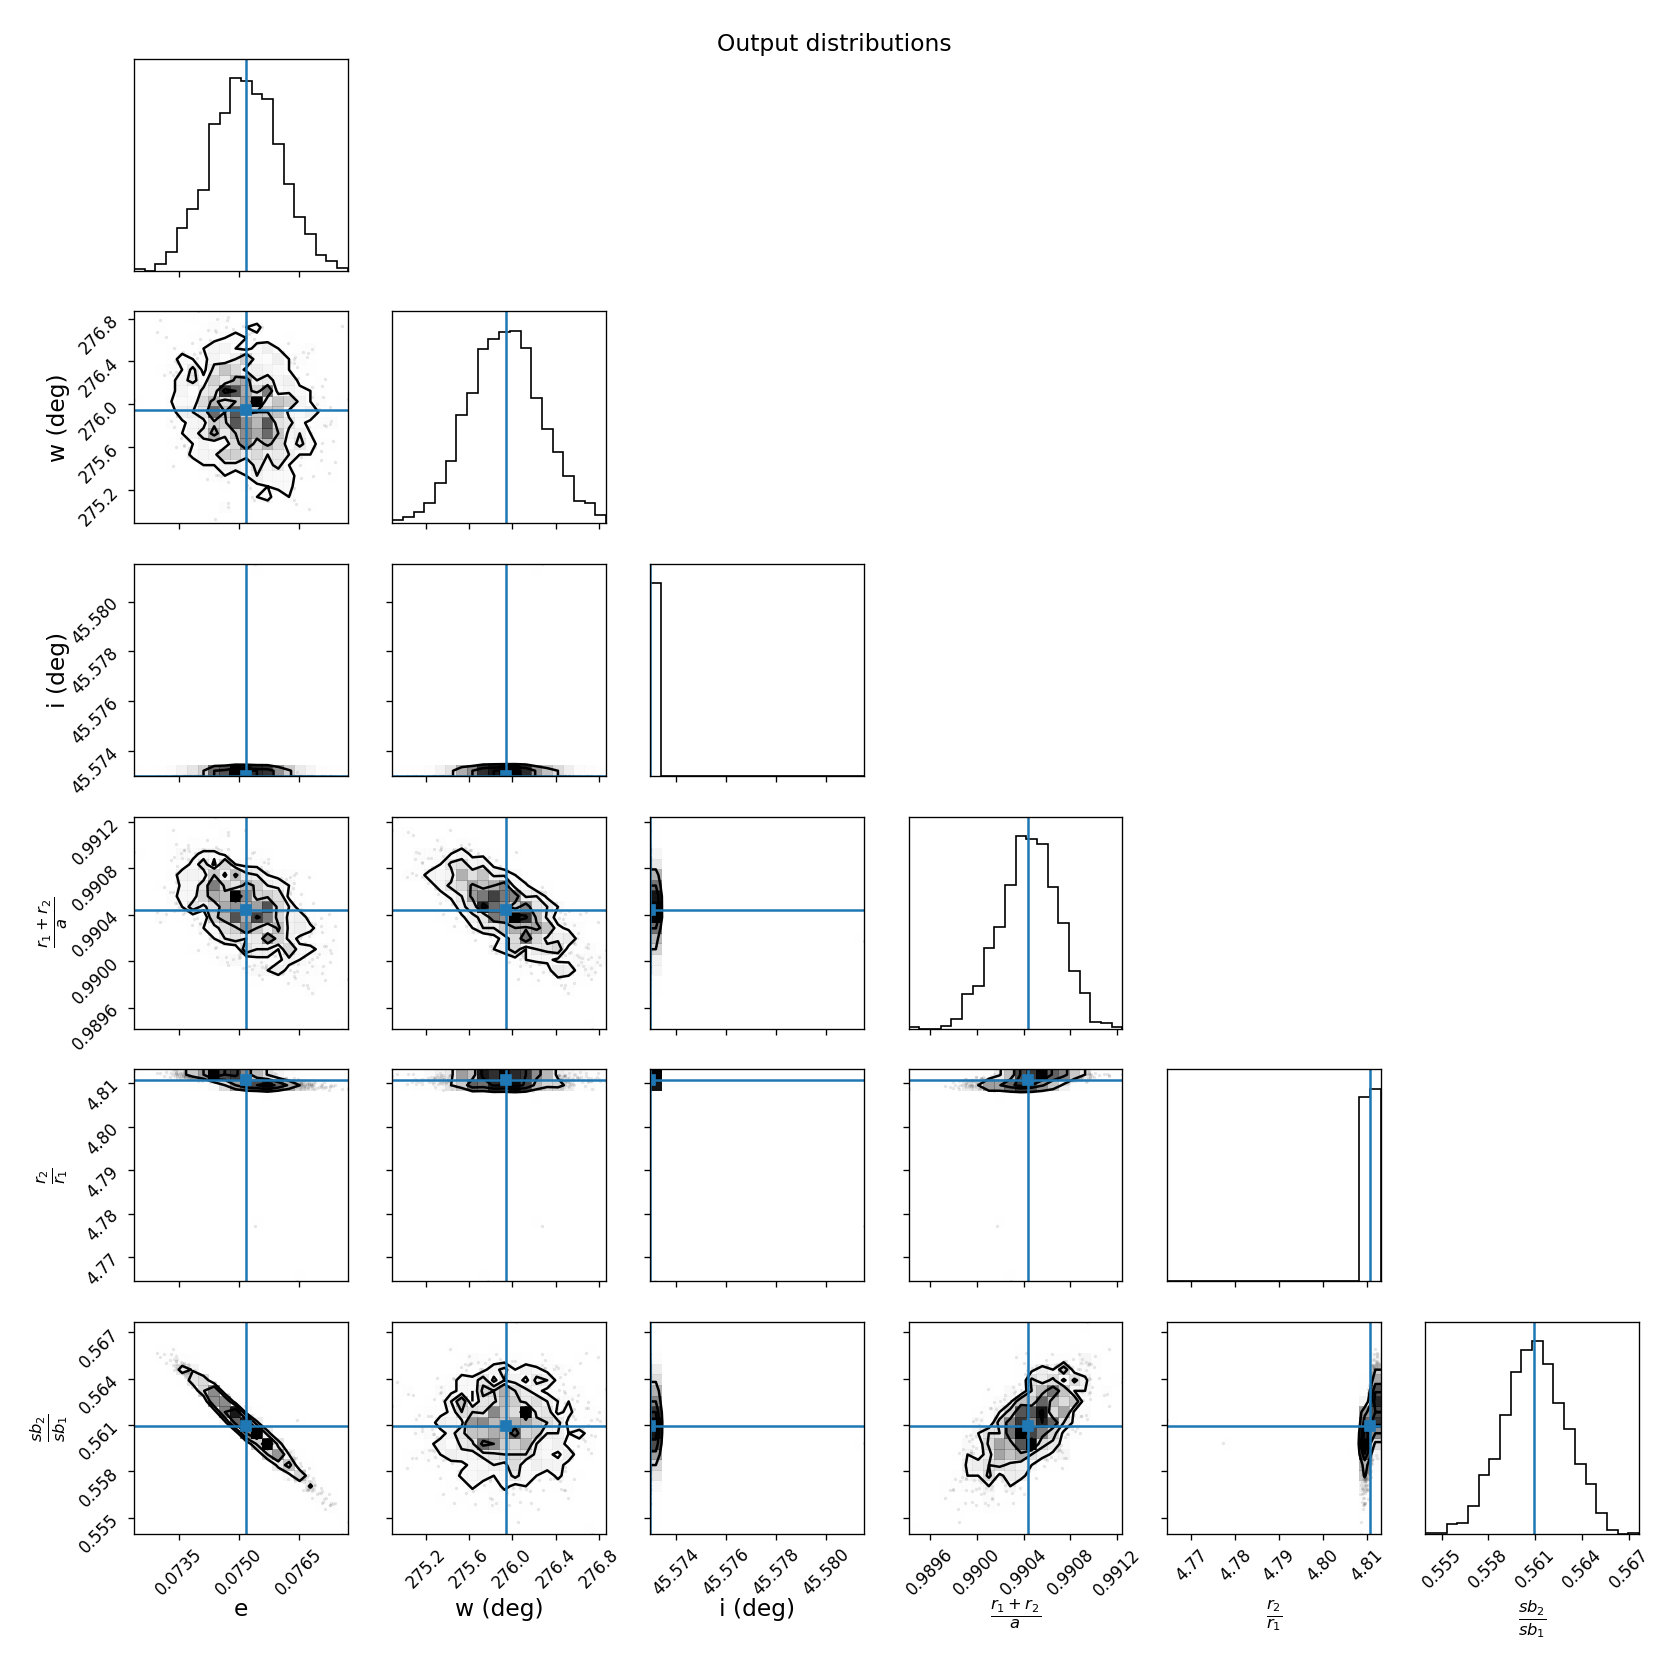 Output distributions
w (deg)
276.8
276.4
276.0
275.6
275.2
i (deg)
45.580
45.578
45.576
45.574
r₁ + r₂
a
0.9912
0.9908
0.9904
0.9900
0.9896
r₂
r₁
4.81
4.80
4.79
4.78
4.77
sb₂
sb₁
0.567
0.564
0.561
0.558
0.555
0.0735 0.0750 0.0765
275.2 275.6 276.0 276.4 276.8
45.574 45.576 45.578 45.580
0.9896 0.9900 0.9904 0.9908 0.9912
4.77 4.78 4.79 4.80 4.81
0.555 0.558 0.561 0.564 0.567
e
w (deg)
i (deg)
r₁ + r₂
a
r₂
r₁
sb₂
sb₁